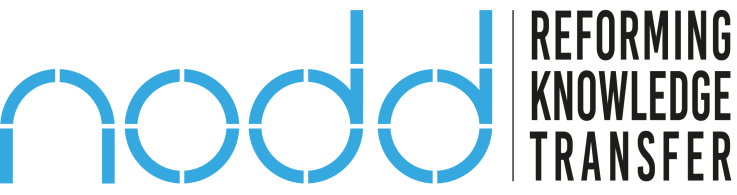 nodd
REFORMING
KNOWLEDGE
TRANSFER